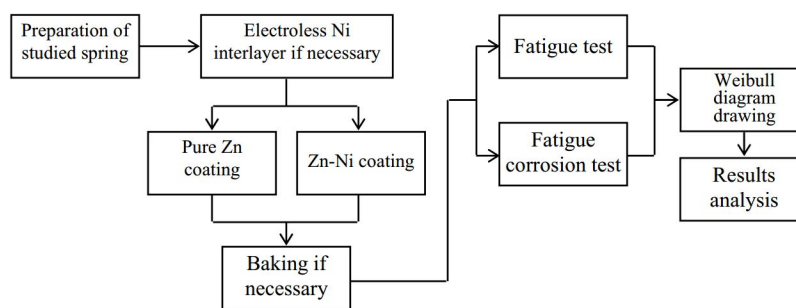 Preparation of
studied spring
Electroless Ni
interlayer if necessary
Pure Zn
coating
Zn-Ni coating
Baking if
necessary
Fatigue test
Fatigue
corrosion test
Weibull
diagram
drawing
Results
analysis